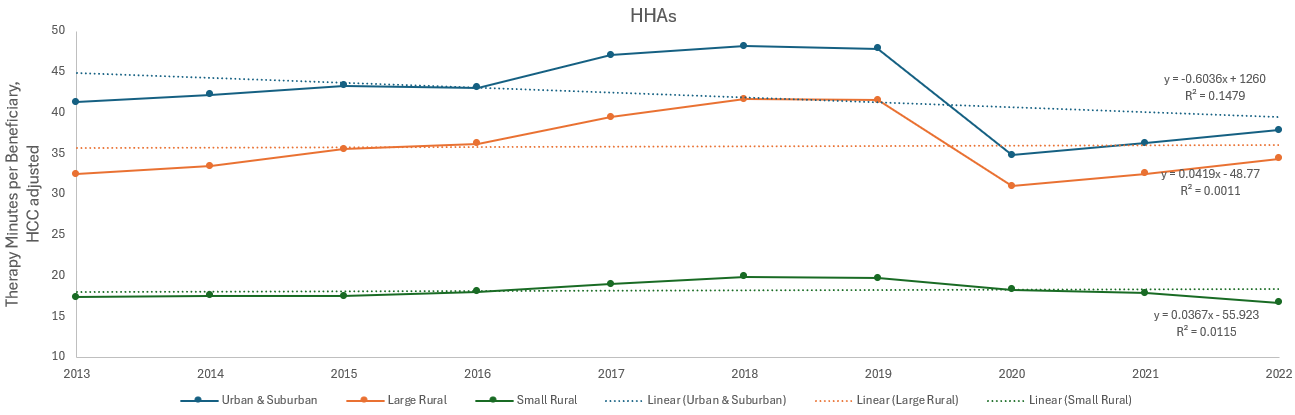 HHAs
Therapy Minutes per Beneficiary,
HCC adjusted
50
45
40
35
30
25
20
15
10
y = -0.6036x + 1260
R² = 0.1479
y = 0.0419x - 48.77
R² = 0.0011
y = 0.0367x - 55.923
R² = 0.0115
2013 2014 2015 2016 2017 2018 2019 2020 2021 2022
Urban & Suburban Large Rural Small Rural Linear (Urban & Suburban) Linear (Large Rural) Linear (Small Rural)